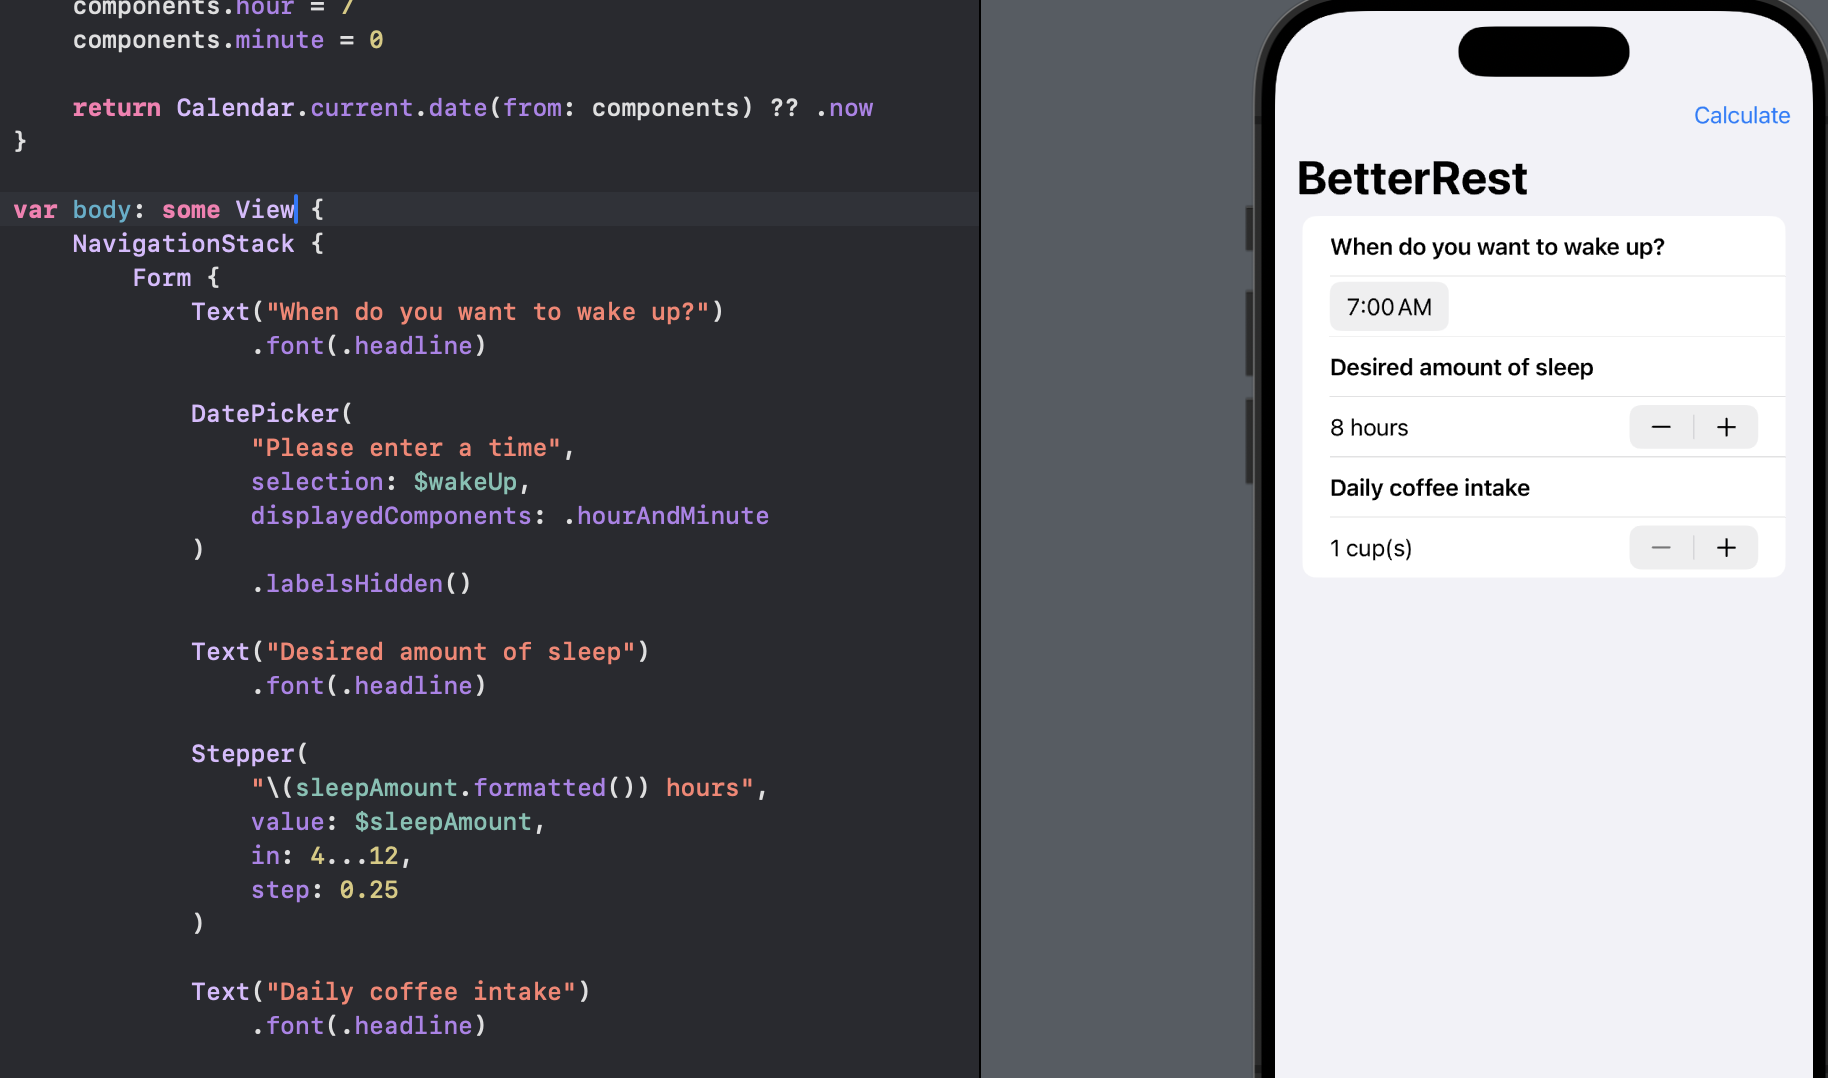 components.hour = 7
components.minute = 0
return Calendar.current.date(from: components) ?? .now
}
var body: some View {
NavigationStack {
Form {
Text("When do you want to wake up?")
.font(.headline)
DatePicker(
"Please enter a time",
selection: $wakeUp,
displayedComponents: .hourAndMinute
)
.labelsHidden()
Text("Desired amount of sleep")
.font(.headline)
Stepper(
"\(sleepAmount.formatted()) hours",
value: $sleepAmount,
in: 4...12,
step: 0.25
)
Text("Daily coffee intake")
.font(.headline)
Calculate
BetterRest
When do you want to wake up?
7:00 AM
Desired amount of sleep
8 hours
Daily coffee intake
1 cup(s)